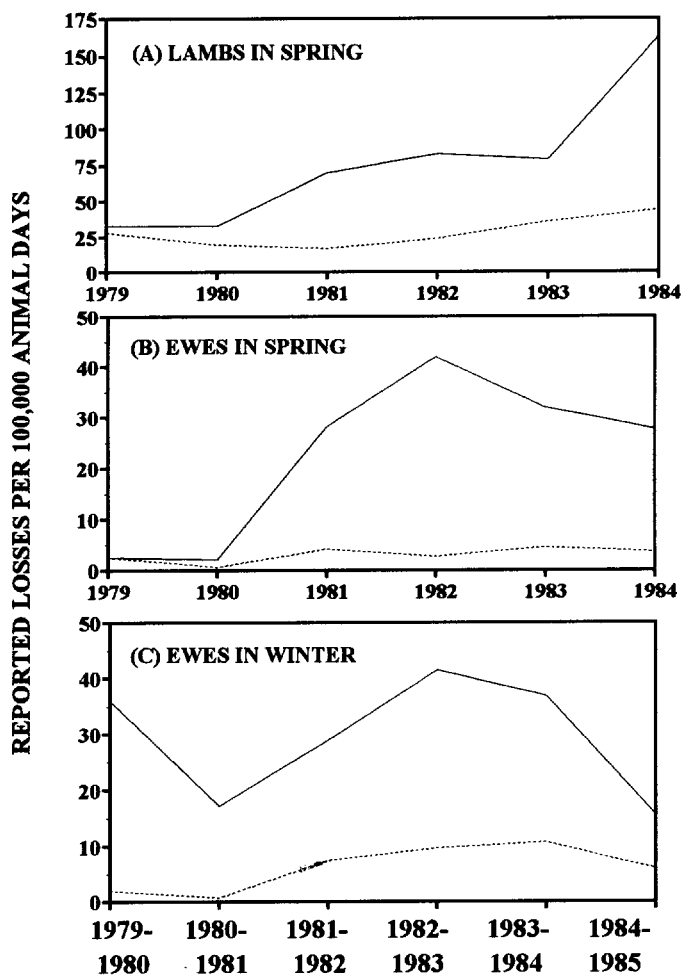 REPORTED LOSSES PER 100,000 ANIMAL DAYS
(A) LAMBS IN SPRING
175
150
125
100
75
50
25
0
1979 1980 1981 1982 1983 1984
(B) EWES IN SPRING
50
40
30
20
10
0
1979 1980 1981 1982 1983 1984
(C) EWES IN WINTER
50
40
30
20
10
0
1979- 1980- 1981- 1982- 1983- 1984-
1980 1981 1982 1983 1984 1985